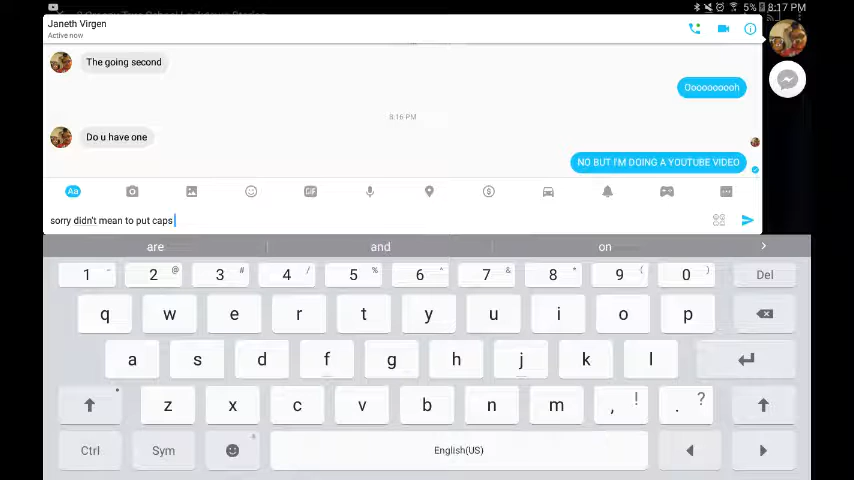 5% 8:17 PM
Janeth Virgen
Active now
The going second
Ooooooooh
8:16 PM
Do u have one
NO BUT I'M DOING A YOUTUBE VIDEO
Aa
GIF
$
sorry didn't mean to put caps
are and on
1 2 @ 3 # 4 / 5 % 6 ^ 7 & 8 * 9 ( 0 ) Del
q w e r t y u i o p
a s d f g h j k l
z x c v b n m , ! . ?
Ctrl Sym English(US)